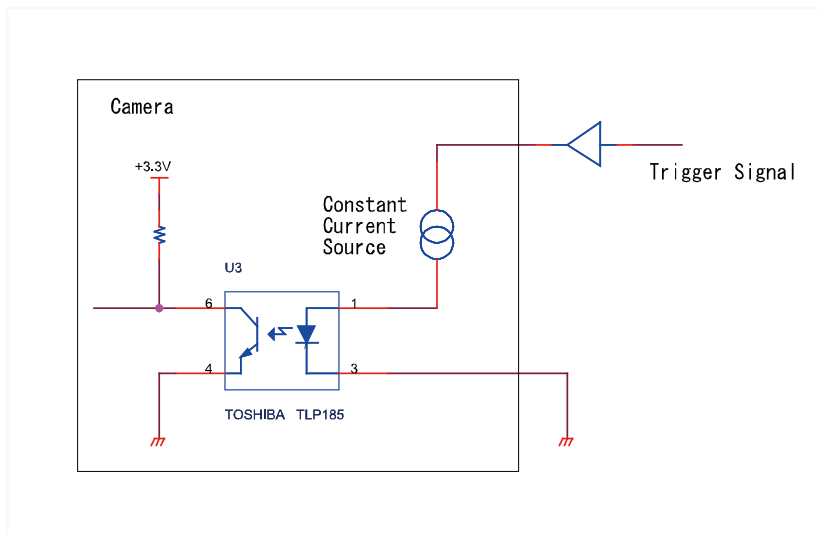 Camera
+3.3V
Trigger Signal
Constant
Current
Source
U3
6
1
4
3
TOSHIBA TLP185